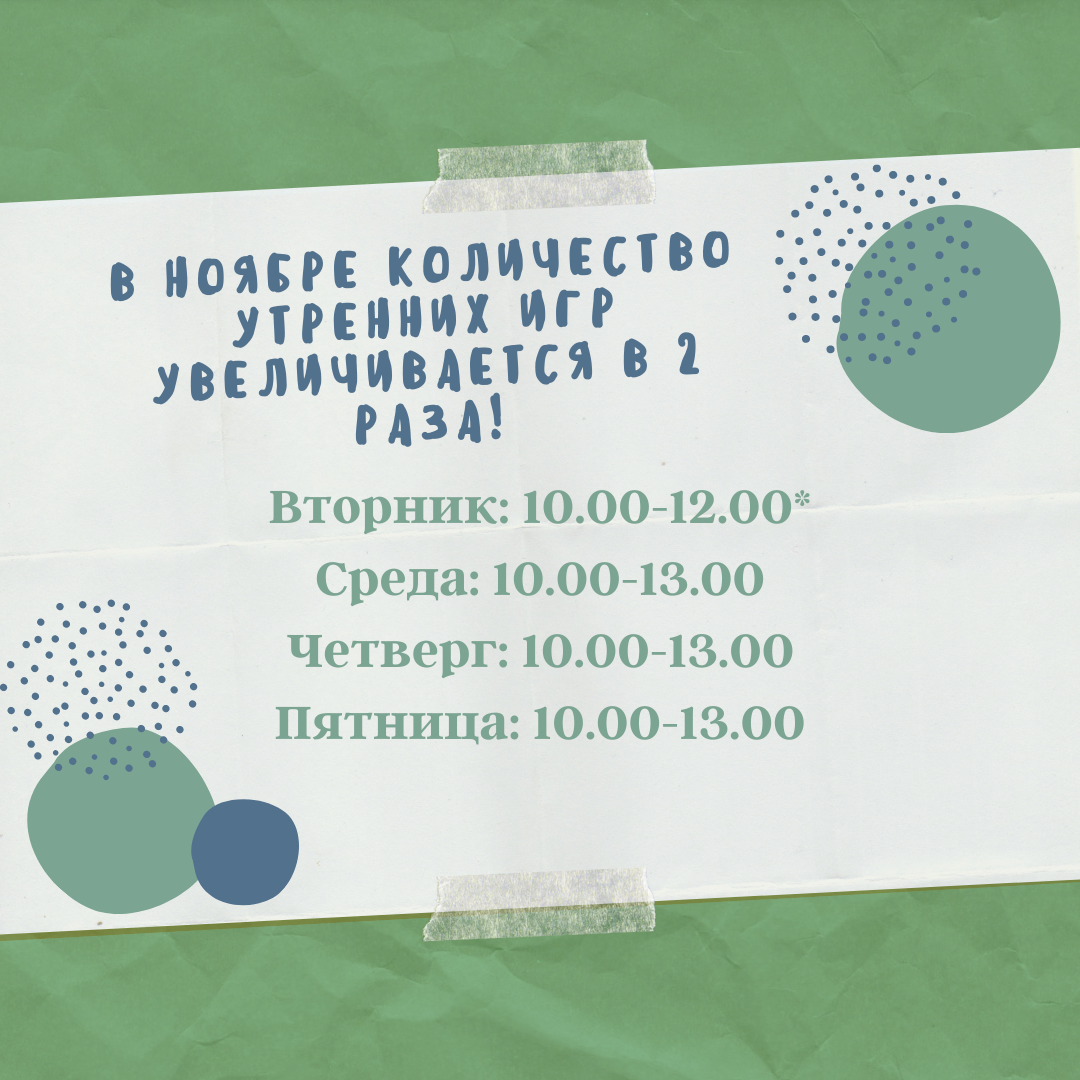 В НОЯБРЕ КОЛИЧЕСТВО
УТРЕННИХ ИГР
УВЕЛИЧИВАЕТСЯ В 2
РАЗА!
Вторник: 10.00-12.00*
Среда: 10.00-13.00
Четверг: 10.00-13.00
Пятница: 10.00-13.00